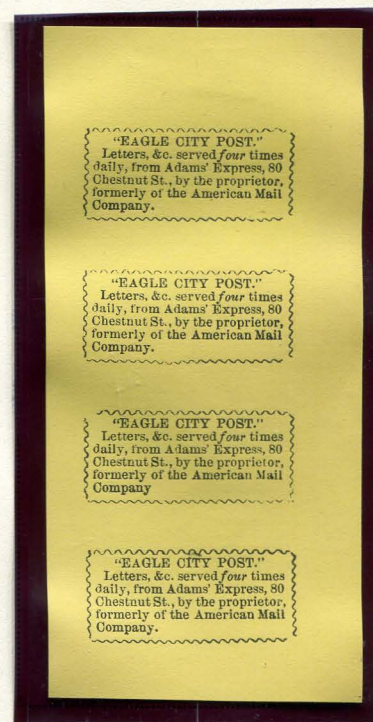 "EAGLE CITY POST."
Letters, &c. served four times
daily, from Adams' Express, 80
Chestnut St., by the proprietor,
formerly of the American Mail
Company.
"EAGLE CITY POST."
Letters, &c. served four times
daily, from Adams' Express, 80
Chestnut St., by the proprietor,
formerly of the American Mail
Company.
"EAGLE CITY POST."
Letters, &c. served four times
daily, from Adams' Express, 80
Chestnut St., by the proprietor,
formerly of the American Mail
Company
"EAGLE CITY POST."
Letters, &c. served four times
daily, from Adams' Express, 80
Chestnut St., by the proprietor,
formerly of the American Mail
Company.